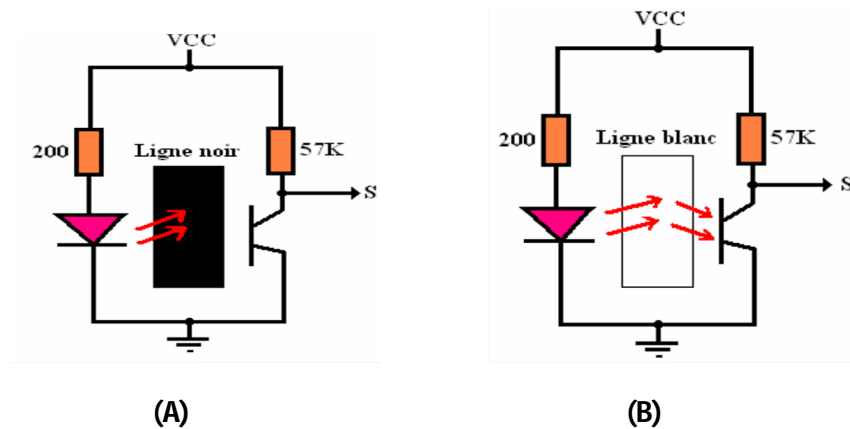 VCC
200
Ligne noir
57K
S
(A)
VCC
200
Ligne blanc
57K
S
(B)